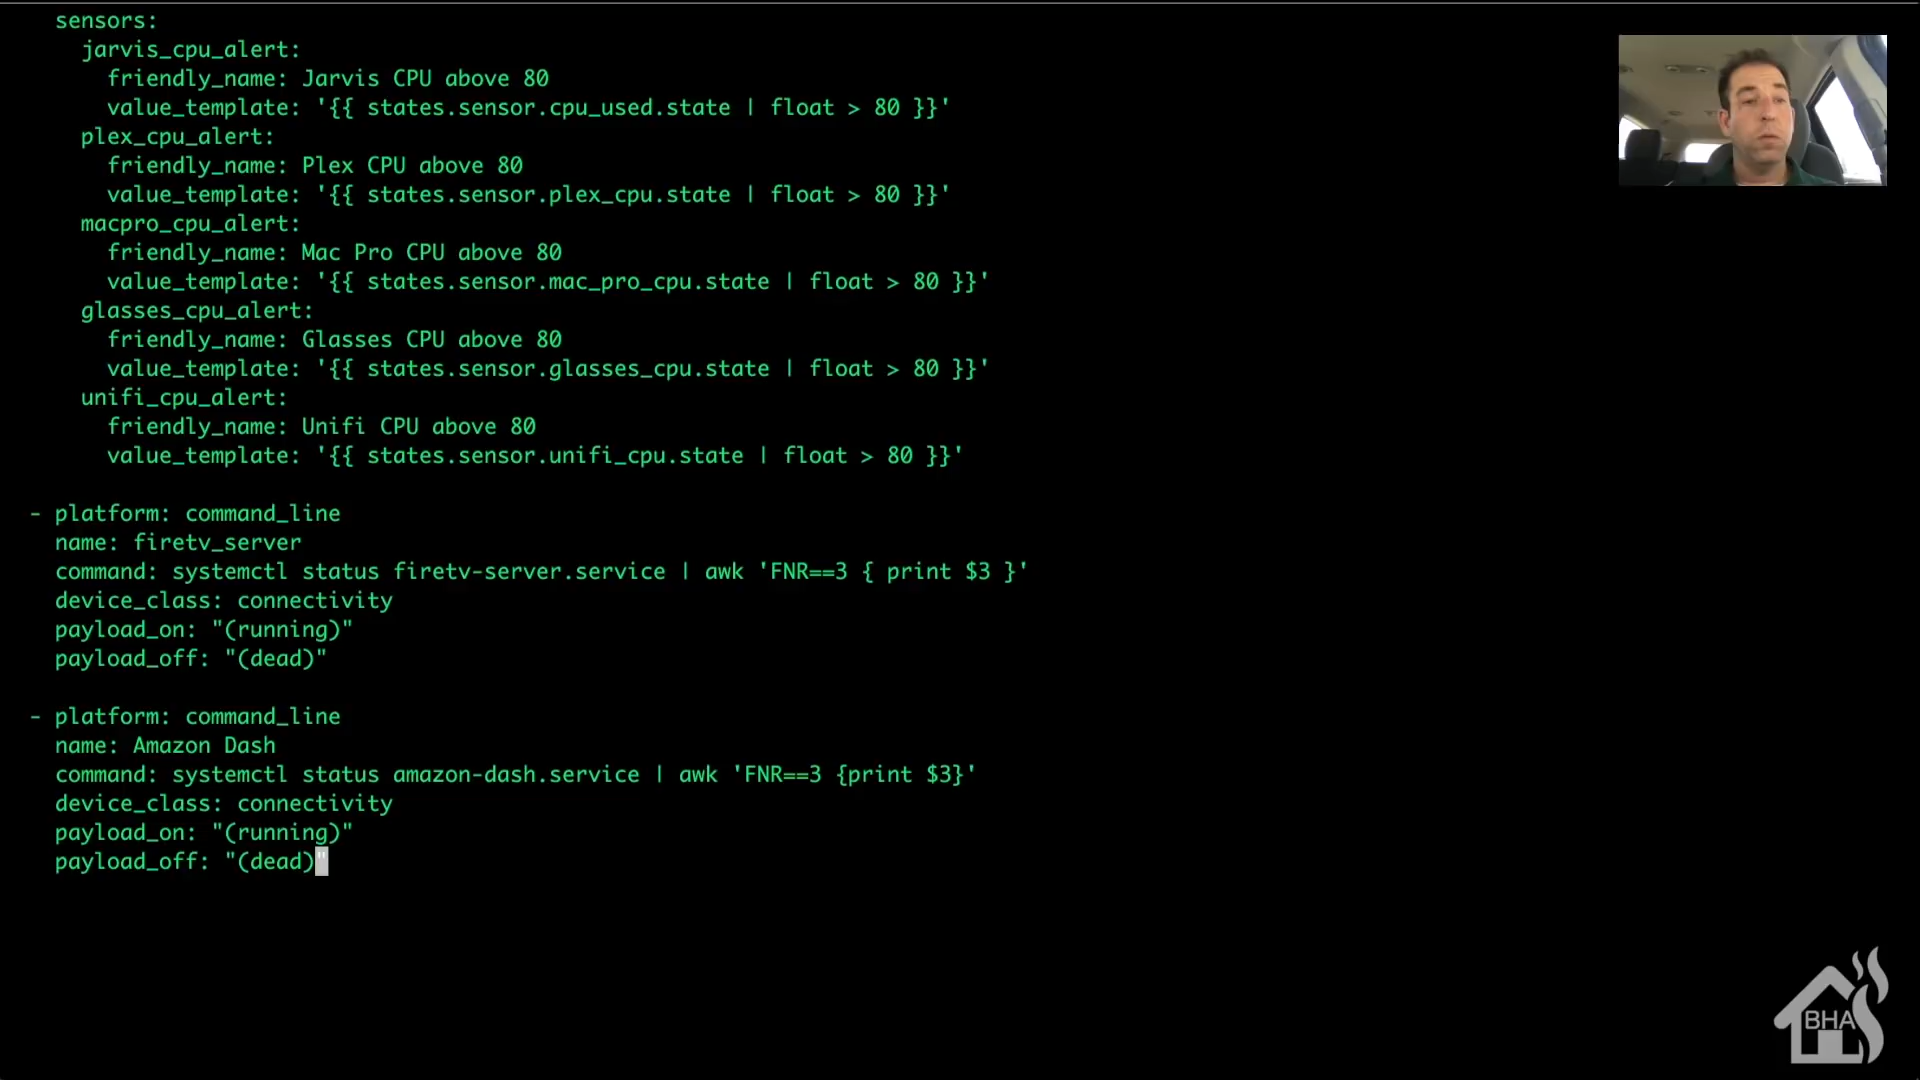 sensors:
jarvis_cpu_alert:
friendly_name: Jarvis CPU above 80
value_template: '{{ states.sensor.cpu_used.state | float > 80 }}'
plex_cpu_alert:
friendly_name: Plex CPU above 80
value_template: '{{ states.sensor.plex_cpu.state | float > 80 }}'
macpro_cpu_alert:
friendly_name: Mac Pro CPU above 80
value_template: '{{ states.sensor.mac_pro_cpu.state | float > 80 }}'
glasses_cpu_alert:
friendly_name: Glasses CPU above 80
value_template: '{{ states.sensor.glasses_cpu.state | float > 80 }}'
unifi_cpu_alert:
friendly_name: Unifi CPU above 80
value_template: '{{ states.sensor.unifi_cpu.state | float > 80 }}'
- platform: command_line
name: firetv_server
command: systemctl status firetv-server.service | awk 'FNR==3 { print $3 }'
device_class: connectivity
payload_on: "(running)"
payload_off: "(dead)"
- platform: command_line
name: Amazon Dash
command: systemctl status amazon-dash.service | awk 'FNR==3 {print $3}'
device_class: connectivity
payload_on: "(running)"
payload_off: "(dead)"
BHA